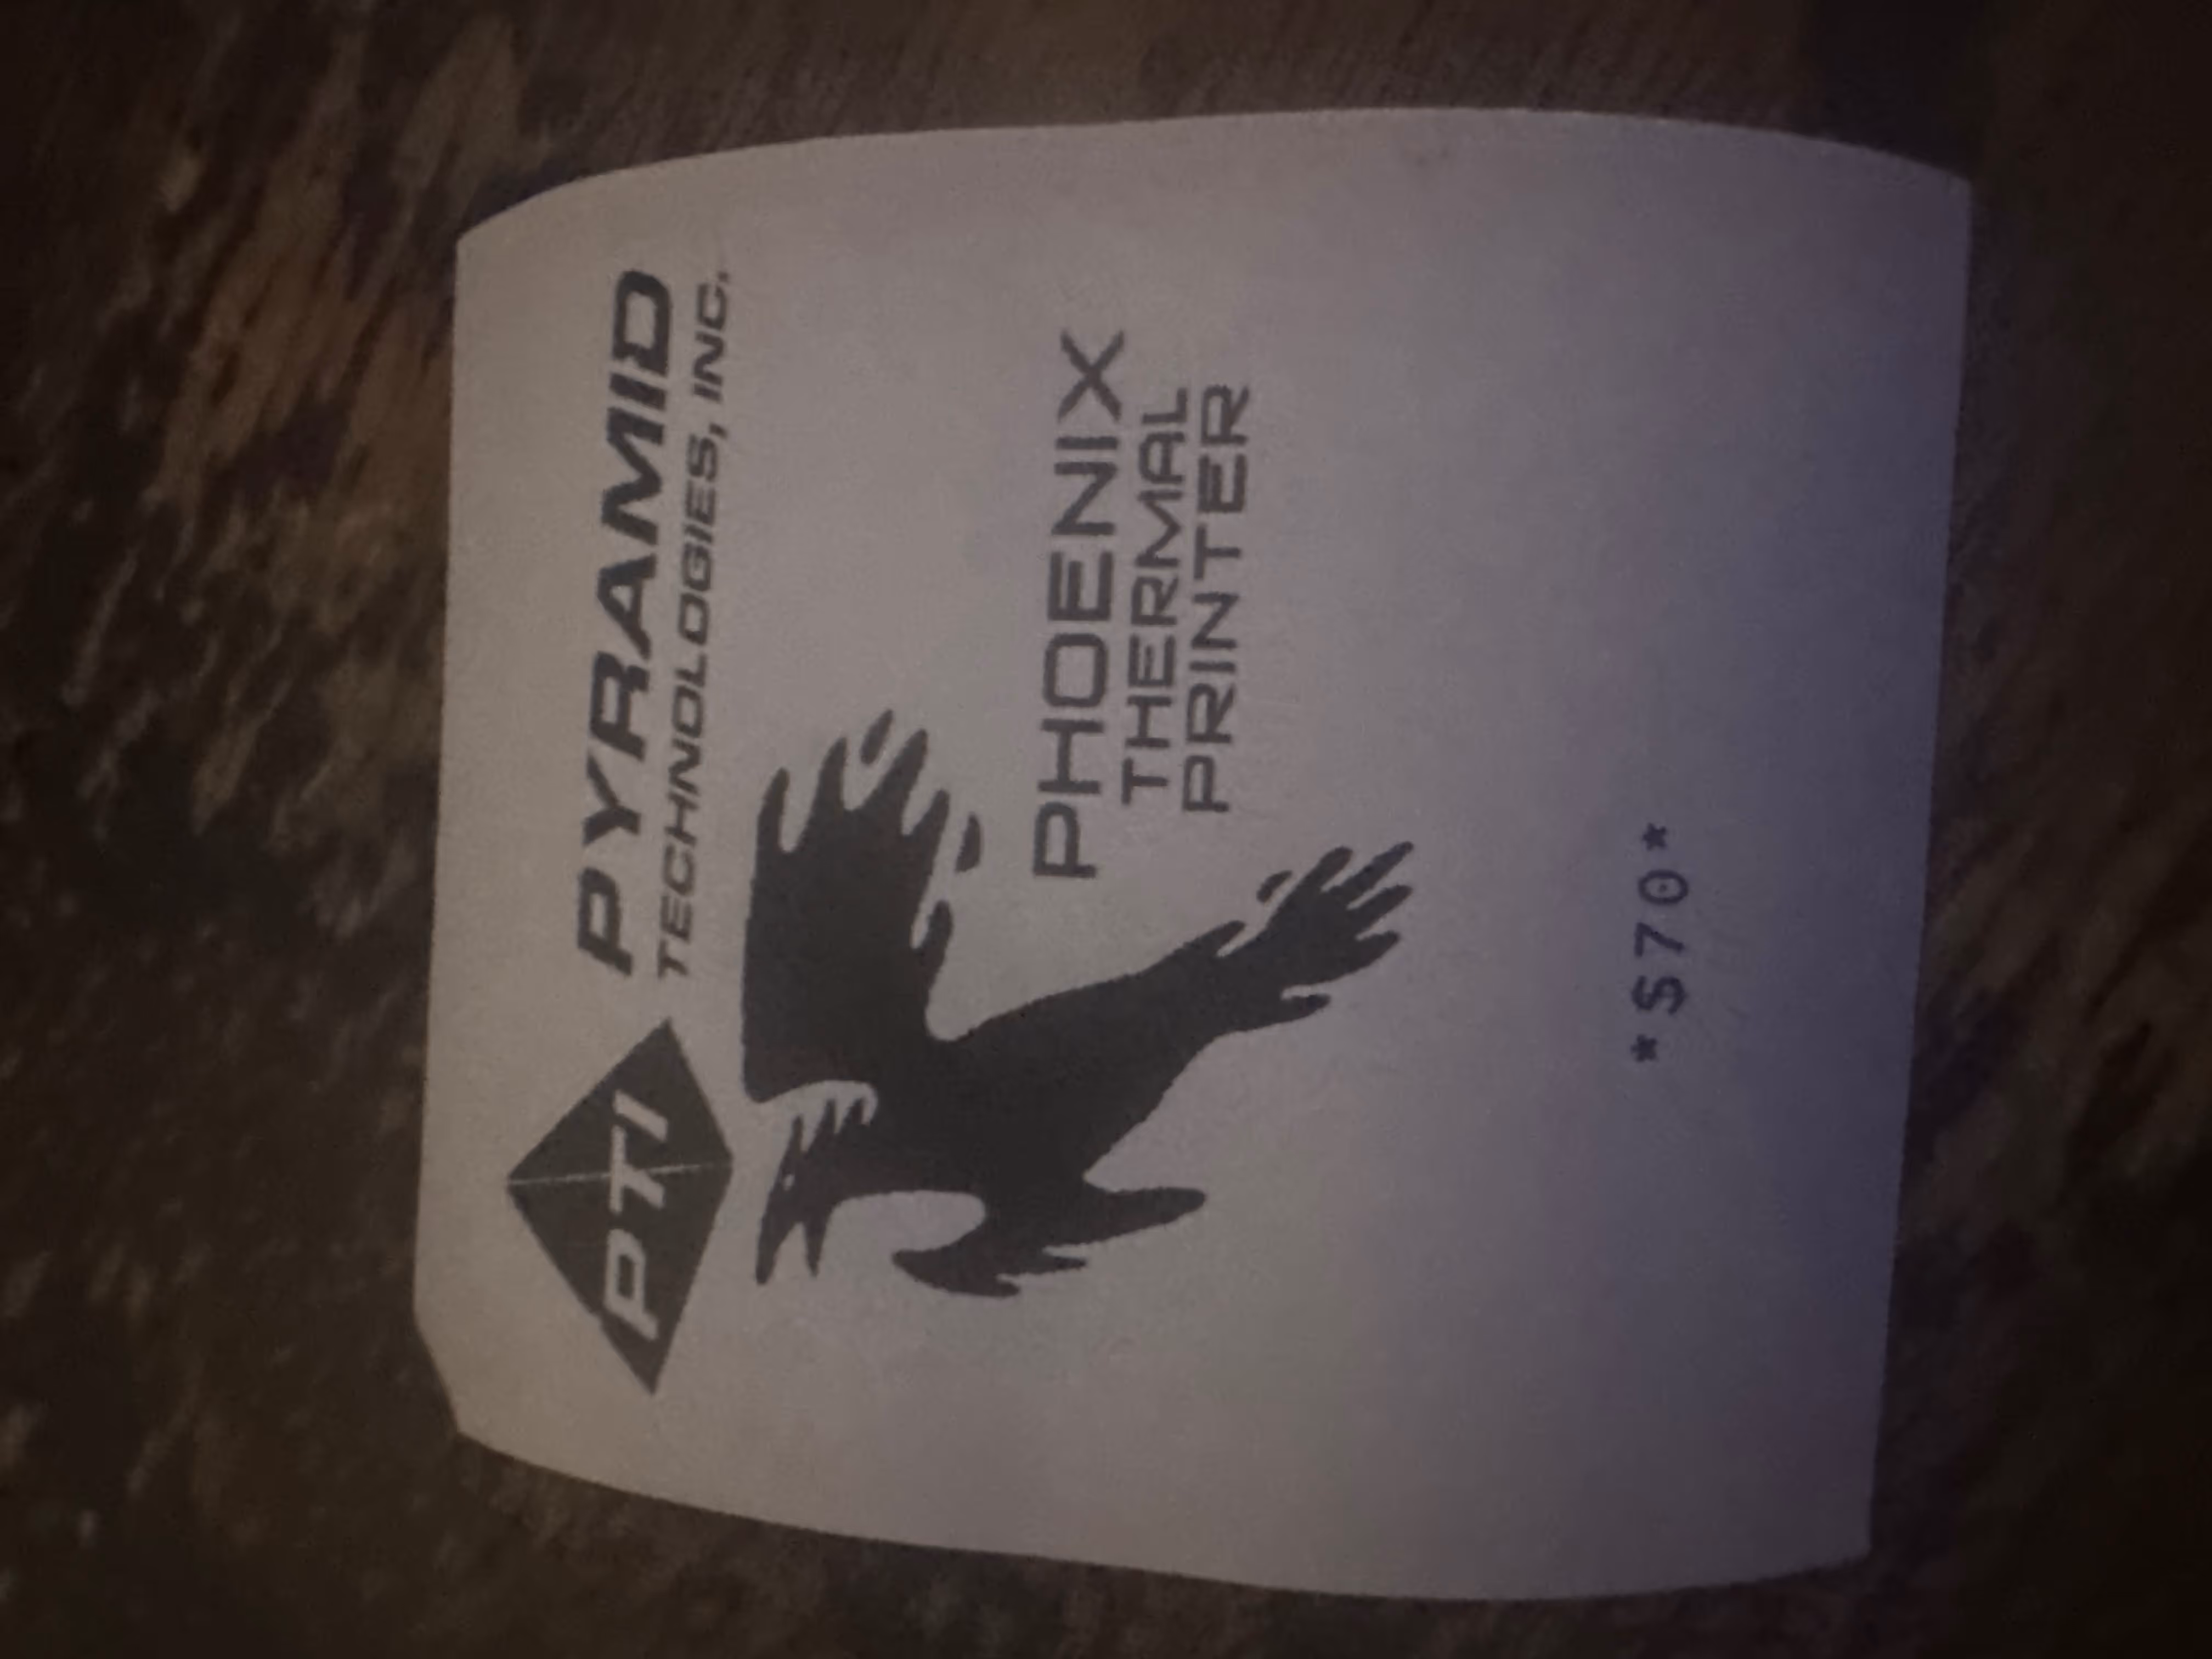 PTI
PYRAMID
TECHNOLOGIES, INC.
PHOENIX
THERMAL
PRINTER
*$70*